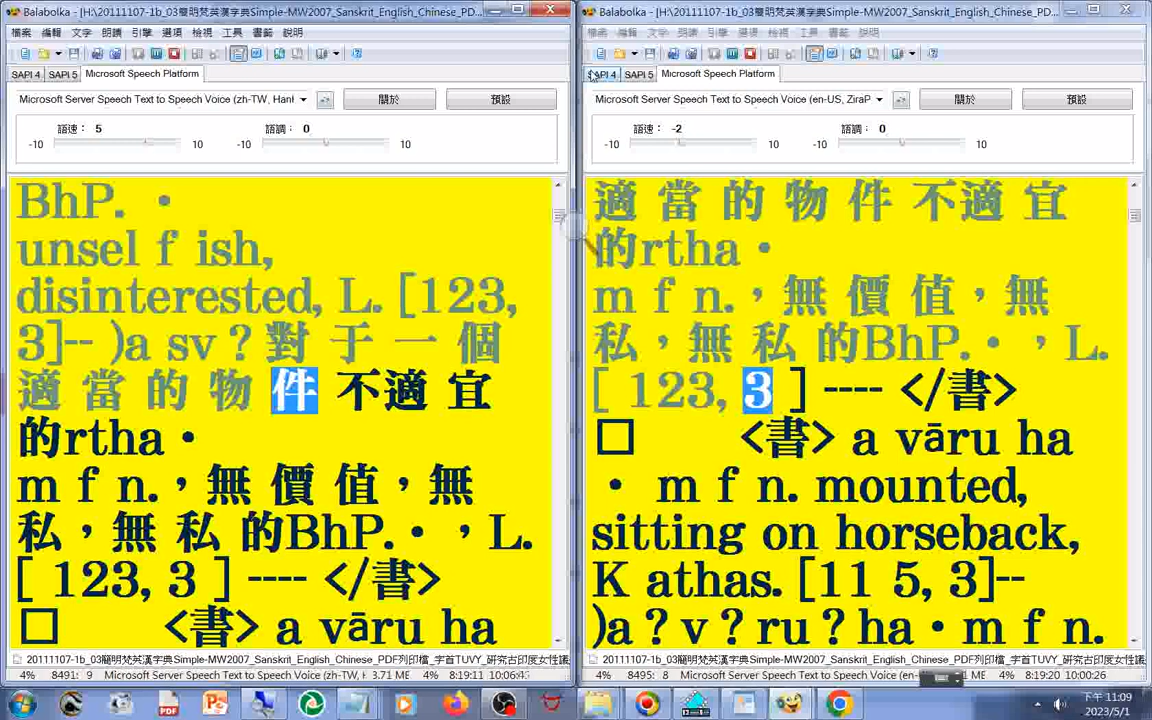 Balabolka - [H:\20111107-1b_03簡明梵英漢字典Simple-MW2007_Sanskrit_English_Chinese_PD...
檔案 編輯 文字 朗讀 引擎 選項 檢視 工具 書籤 說明
SAPI 4 SAPI 5 Microsoft Speech Platform
Microsoft Server Speech Text to Speech Voice (zh-TW, Han
關於 預設
語速： 5 語調： 0
-10 10 -10 10
BhP. •
unsel f ish,
disinterested, L. [123,
3]-- )a sv？對 于 一 個
適 當 的 物 件 不適 宜
的rtha •
m f n.，無 價 值，無
私，無 私 的BhP. •，L.
[ 123, 3 ] ---- </書>
□ <書> a vāru ha
20111107-1b_03簡明梵英漢字典Simple-MW2007_Sanskrit_English_Chinese_PDF列印檔_字首TUVY_研究古印度女性議
4% 8491: 9 Microsoft Server Speech Text to Speech Voice (zh-TW, H 3.71 ME 4% 8:19:11
Balabolka - [H:\20111107-1b_03簡明梵英漢字典Simple-MW2007_Sanskrit_English_Chinese_PDF...
檔案 編輯 文字 朗讀 引擎 選項 檢視 工具 書籤 說明
SAPI 4 SAPI 5 Microsoft Speech Platform
Microsoft Server Speech Text to Speech Voice (en-US, ZiraP
關於 預設
語速： -2 語調： 0
-10 10 -10 10
適 當 的 物 件 不適 宜
的rtha •
m f n.，無 價 值，無
私，無 私 的BhP. •，L.
[ 123, 3 ] ---- </書>
□ <書> a vāru ha
• m f n. mounted,
sitting on horseback,
K athas. [11 5, 3]--
)a？v？ru？ha • m f n.
20111107-1b_03簡明梵英漢字典Simple-MW2007_Sanskrit_English_Chinese_PDF列印檔_字首TUVY_研究古印度女性議
4% 8495: 8 Microsoft Server Speech Text to Speech Voice (en-U 4% 8:19:20 10:00:26
下午 11:09
2023/5/1